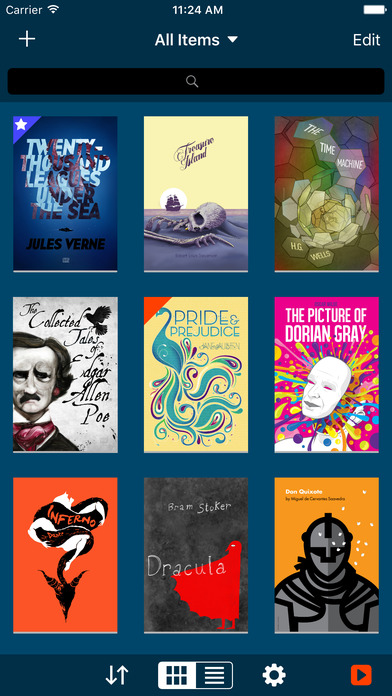 Carrier 11:24 AM
All Items Edit
TWENTY-
THOUSAND
LEAGUES
UNDER
THE SEA
JULES VERNE
Treasure
Island
THE
TIME
MACHINE
H.G.
WELLS
The
Collected
Tales of
Edgar
Allen
Poe
PRIDE &
PREJUDICE
JANE AUSTEN
THE PICTURE OF
DORIAN GRAY
INFERNO
Bram Stoker
Dracula
Don Quixote
by Miguel de Cervantes Saavedra